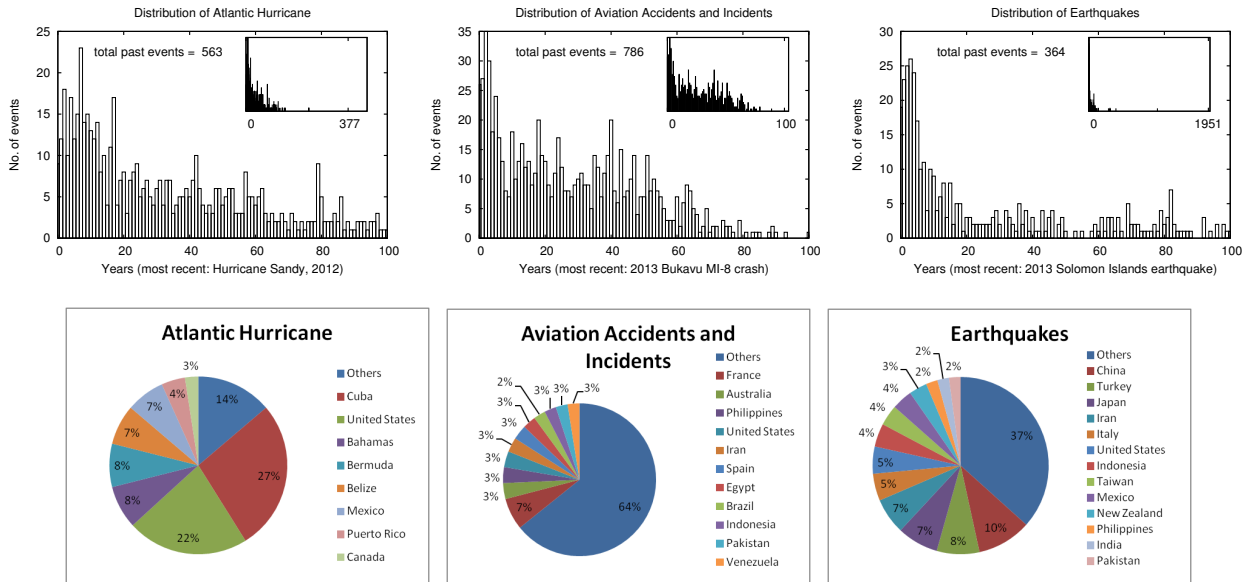 Distribution of Atlantic Hurricane
25
20
15
10
5
0
No. of events
total past events = 563
0 377
0 20 40 60 80 100
Years (most recent: Hurricane Sandy, 2012)
Distribution of Aviation Accidents and Incidents
35
30
25
20
15
10
5
0
No. of events
total past events = 786
0 100
0 20 40 60 80 100
Years (most recent: 2013 Bukavu MI-8 crash)
Distribution of Earthquakes
30
25
20
15
10
5
0
No. of events
total past events = 364
0 1951
0 20 40 60 80 100
Years (most recent: 2013 Solomon Islands earthquake)
Atlantic Hurricane
14%
27%
22%
8%
8%
7%
7%
4%
3%
Others
Cuba
United States
Bahamas
Bermuda
Belize
Mexico
Puerto Rico
Canada
Aviation Accidents and
Incidents
64%
7%
3%
3%
3%
3%
3%
3%
2%
3%
3%
3%
Others
France
Australia
Philippines
United States
Iran
Spain
Egypt
Brazil
Indonesia
Pakistan
Venezuela
Earthquakes
37%
10%
8%
7%
7%
5%
5%
4%
4%
4%
3%
2%
2%
2%
Others
China
Turkey
Japan
Iran
Italy
United States
Indonesia
Taiwan
Mexico
New Zealand
Philippines
India
Pakistan